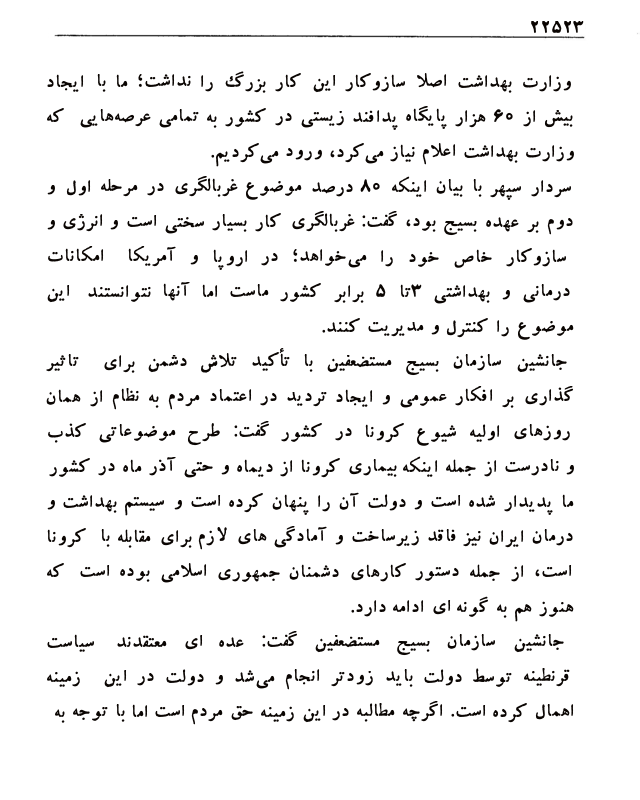 ۲۲۵۲۳
وزارت بهداشت اصلا سازوکار این کار بزرگ را نداشت؛ ما با ایجاد
بیش از ۶۰ هزار پایگاه پدافند زیستی در کشور به تمامی عرصه‌هایی که
وزارت بهداشت اعلام نیاز می‌کرد، ورود می‌کردیم.
سردار سپهر با بیان اینکه ۸۰ درصد موضوع غربالگری در مرحله اول و
دوم بر عهده بسیج بود، گفت: غربالگری کار بسیار سختی است و انرژی و
سازوکار خاص خود را می‌خواهد؛ در اروپا و آمریکا امکانات
درمانی و بهداشتی ۳تا ۵ برابر کشور ماست اما آنها نتوانستند این
موضوع را کنترل و مدیریت کنند.
جانشین سازمان بسیج مستضعفین با تأکید تلاش دشمن برای تاثیر
گذاری بر افکار عمومی و ایجاد تردید در اعتماد مردم به نظام از همان
روزهای اولیه شیوع کرونا در کشور گفت: طرح موضوعاتی کذب
و نادرست از جمله اینکه بیماری کرونا از دیماه و حتی آذر ماه در کشور
ما پدیدار شده است و دولت آن را پنهان کرده است و سیستم بهداشت و
درمان ایران نیز فاقد زیرساخت و آمادگی های لازم برای مقابله با کرونا
است، از جمله دستور کارهای دشمنان جمهوری اسلامی بوده است که
هنوز هم به گونه ای ادامه دارد.
جانشین سازمان بسیج مستضعفین گفت: عده ای معتقدند سیاست
قرنطینه توسط دولت باید زودتر انجام می‌شد و دولت در این زمینه
اهمال کرده است. اگرچه مطالبه در این زمینه حق مردم است اما با توجه به